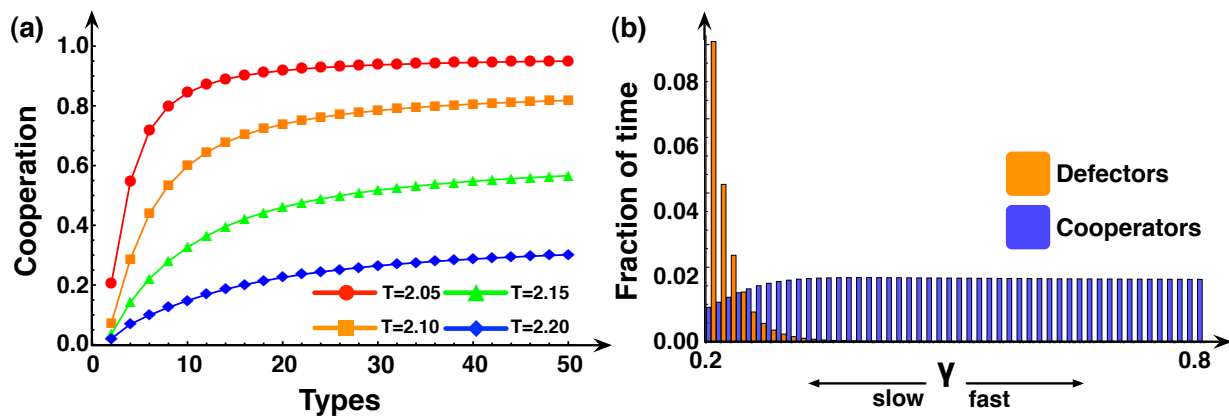 (a)
Cooperation
1.0
0.8
0.6
0.4
0.2
0.0
0 10 20 30 40 50
Types
T=2.05 T=2.15
T=2.10 T=2.20
(b)
Fraction of time
0.08
0.06
0.04
0.02
0.00
0.2 0.8
γ
slow fast
Defectors
Cooperators